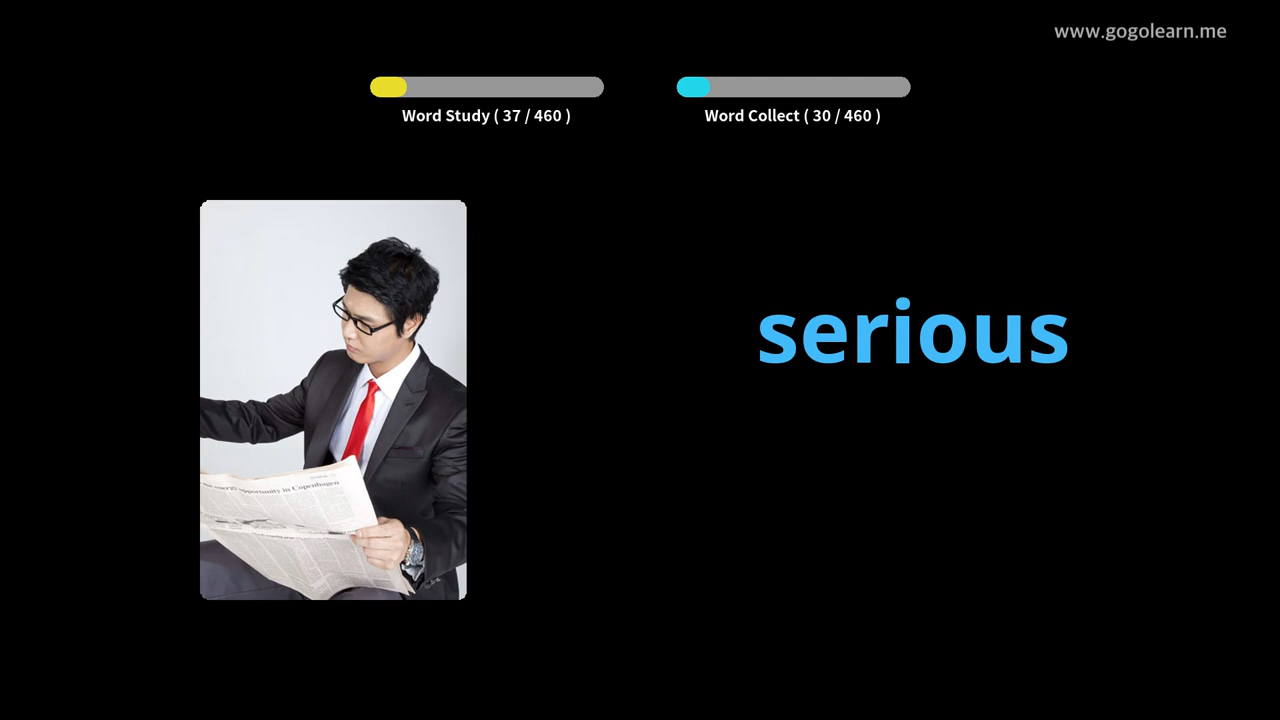 www.gogolearn.me
Word Study ( 37 / 460 )
Word Collect ( 30 / 460 )
serious
opportunity in Copenhagen